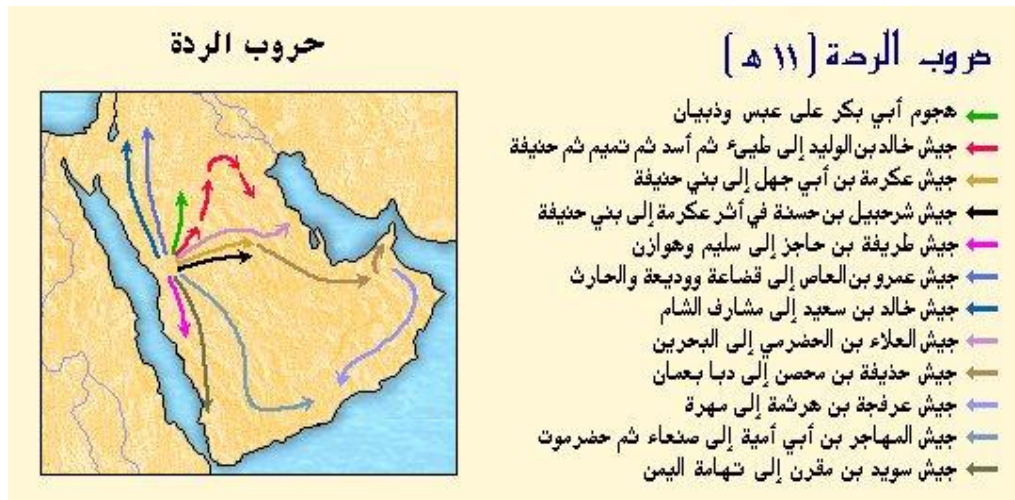 حروب الردة
حروب الردة (١١ هـ)
هجوم أبي بكر على عبس وذبيان
جيش خالد بن الوليد إلى طيىء ثم أسد ثم تميم ثم حنيفة
جيش عكرمة بن أبي جهل إلى بني حنيفة
جيش شرحبيل بن حسنة في أثر عكرمة إلى بني حنيفة
جيش طريفة بن حاجز إلى سليم وهوازن
جيش عمرو بن العاص إلى قضاعة ووديعة والحارث
جيش خالد بن سعيد إلى مشارف الشام
جيش العلاء بن الحضرمي إلى البحرين
جيش حذيفة بن محصن إلى دبا بعمان
جيش عرفجة بن هرثمة إلى مهرة
جيش المهاجر بن أبي أمية إلى صنعاء ثم حضرموت
جيش سويد بن مقرن إلى تهامة اليمن